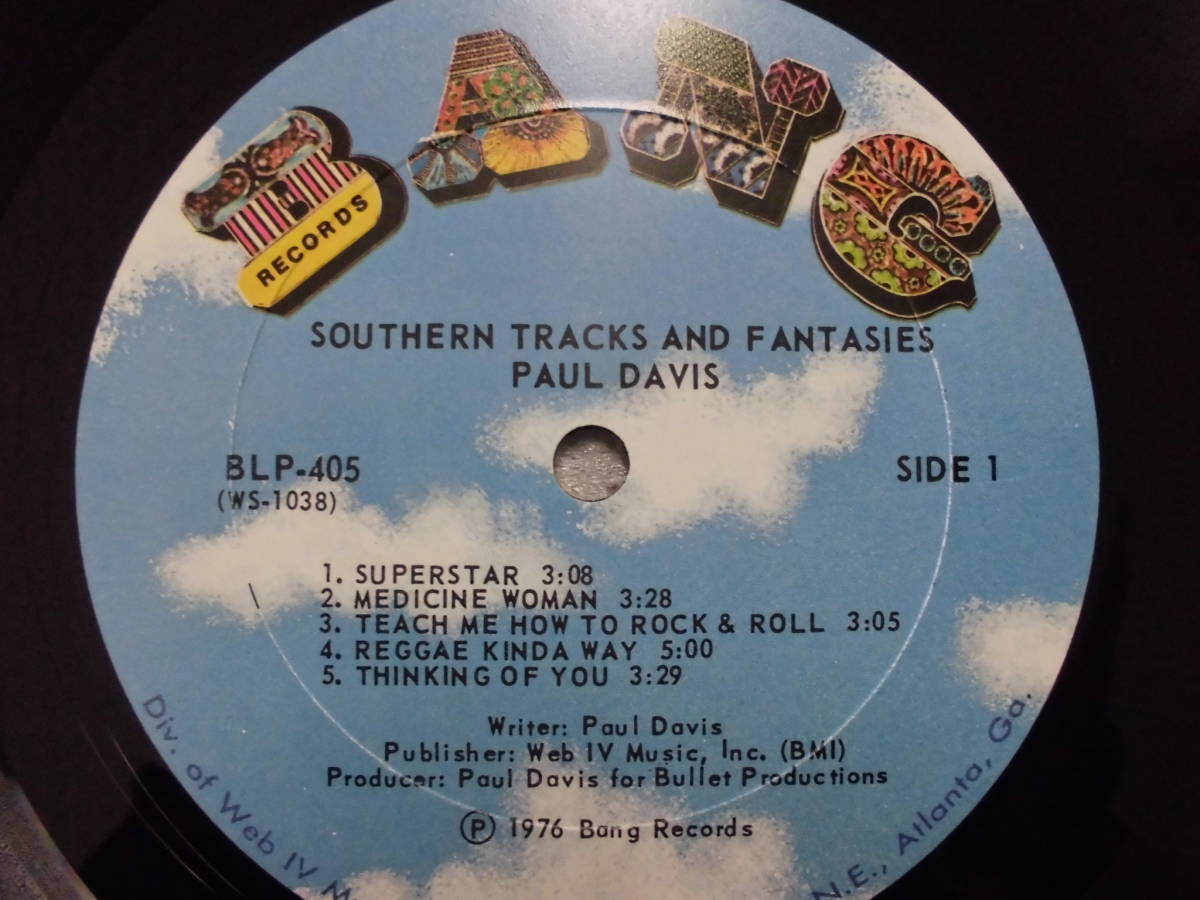 BANG
RECORDS
SOUTHERN TRACKS AND FANTASIES
PAUL DAVIS
BLP-405
SIDE 1
(WS-1038)
1. SUPERSTAR 3:08
2. MEDICINE WOMAN 3:28
3. TEACH ME HOW TO ROCK & ROLL 3:05
4. REGGAE KINDA WAY 5:00
5. THINKING OF YOU 3:29
Writer: Paul Davis
Publisher: Web IV Music, Inc. (BMI)
Producer: Paul Davis for Bullet Productions
Ⓟ 1976 Bang Records
Div. of Web IV
N.E., Atlanta, Ga.